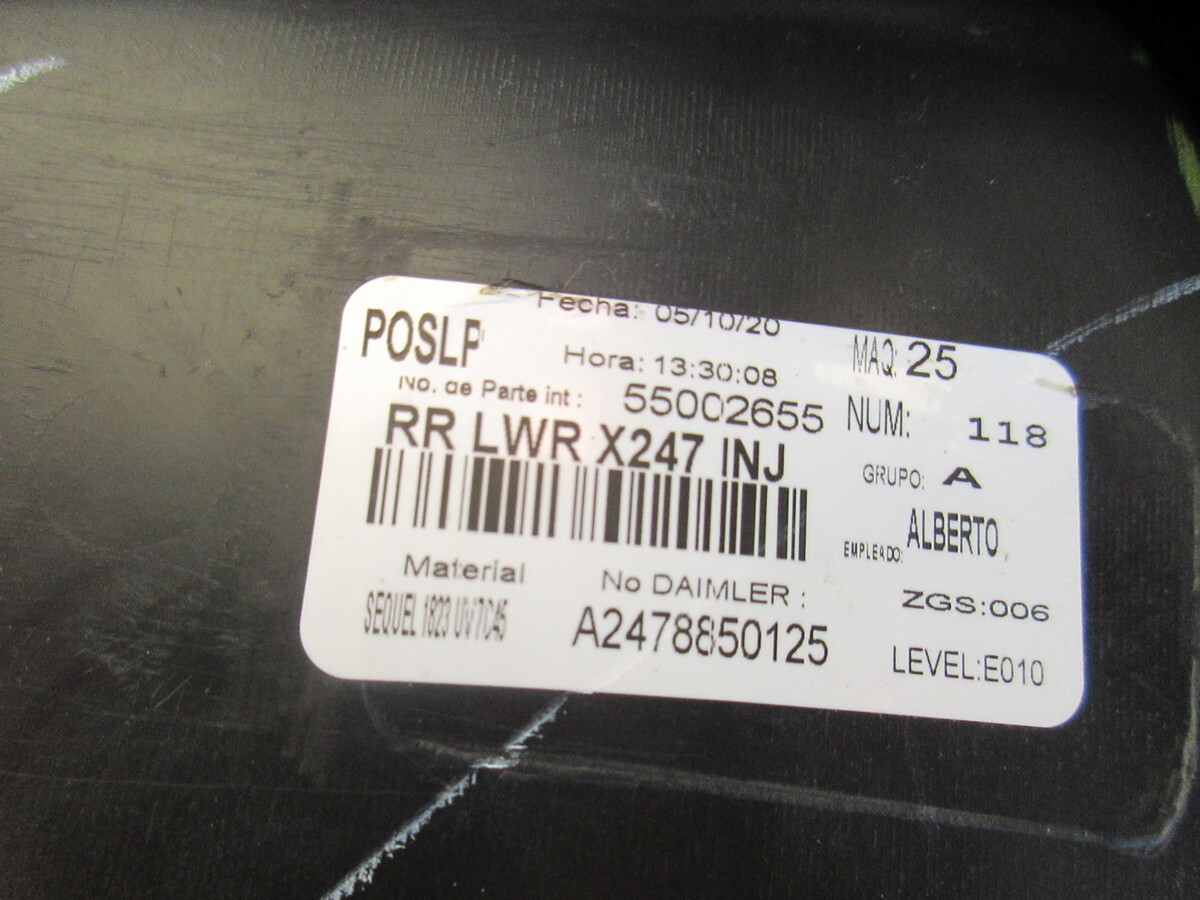 Fecha: 05/10/20
POSLP
Hora: 13:30:08
MAQ: 25
No. de Parte int : 55002655
NUM: 118
RR LWR X247 INJ
GRUPO: A
EMPLEADO: ALBERTO
Material
No DAIMLER :
ZGS:006
SEQUEL 1823 UV7C45
A2478850125
LEVEL:E010